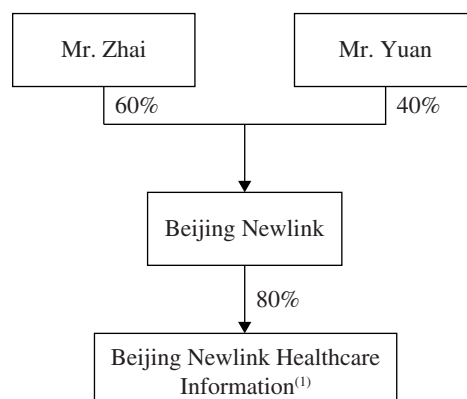 Mr. Zhai
Mr. Yuan
60%
40%
Beijing Newlink
80%
Beijing Newlink Healthcare
Information(1)